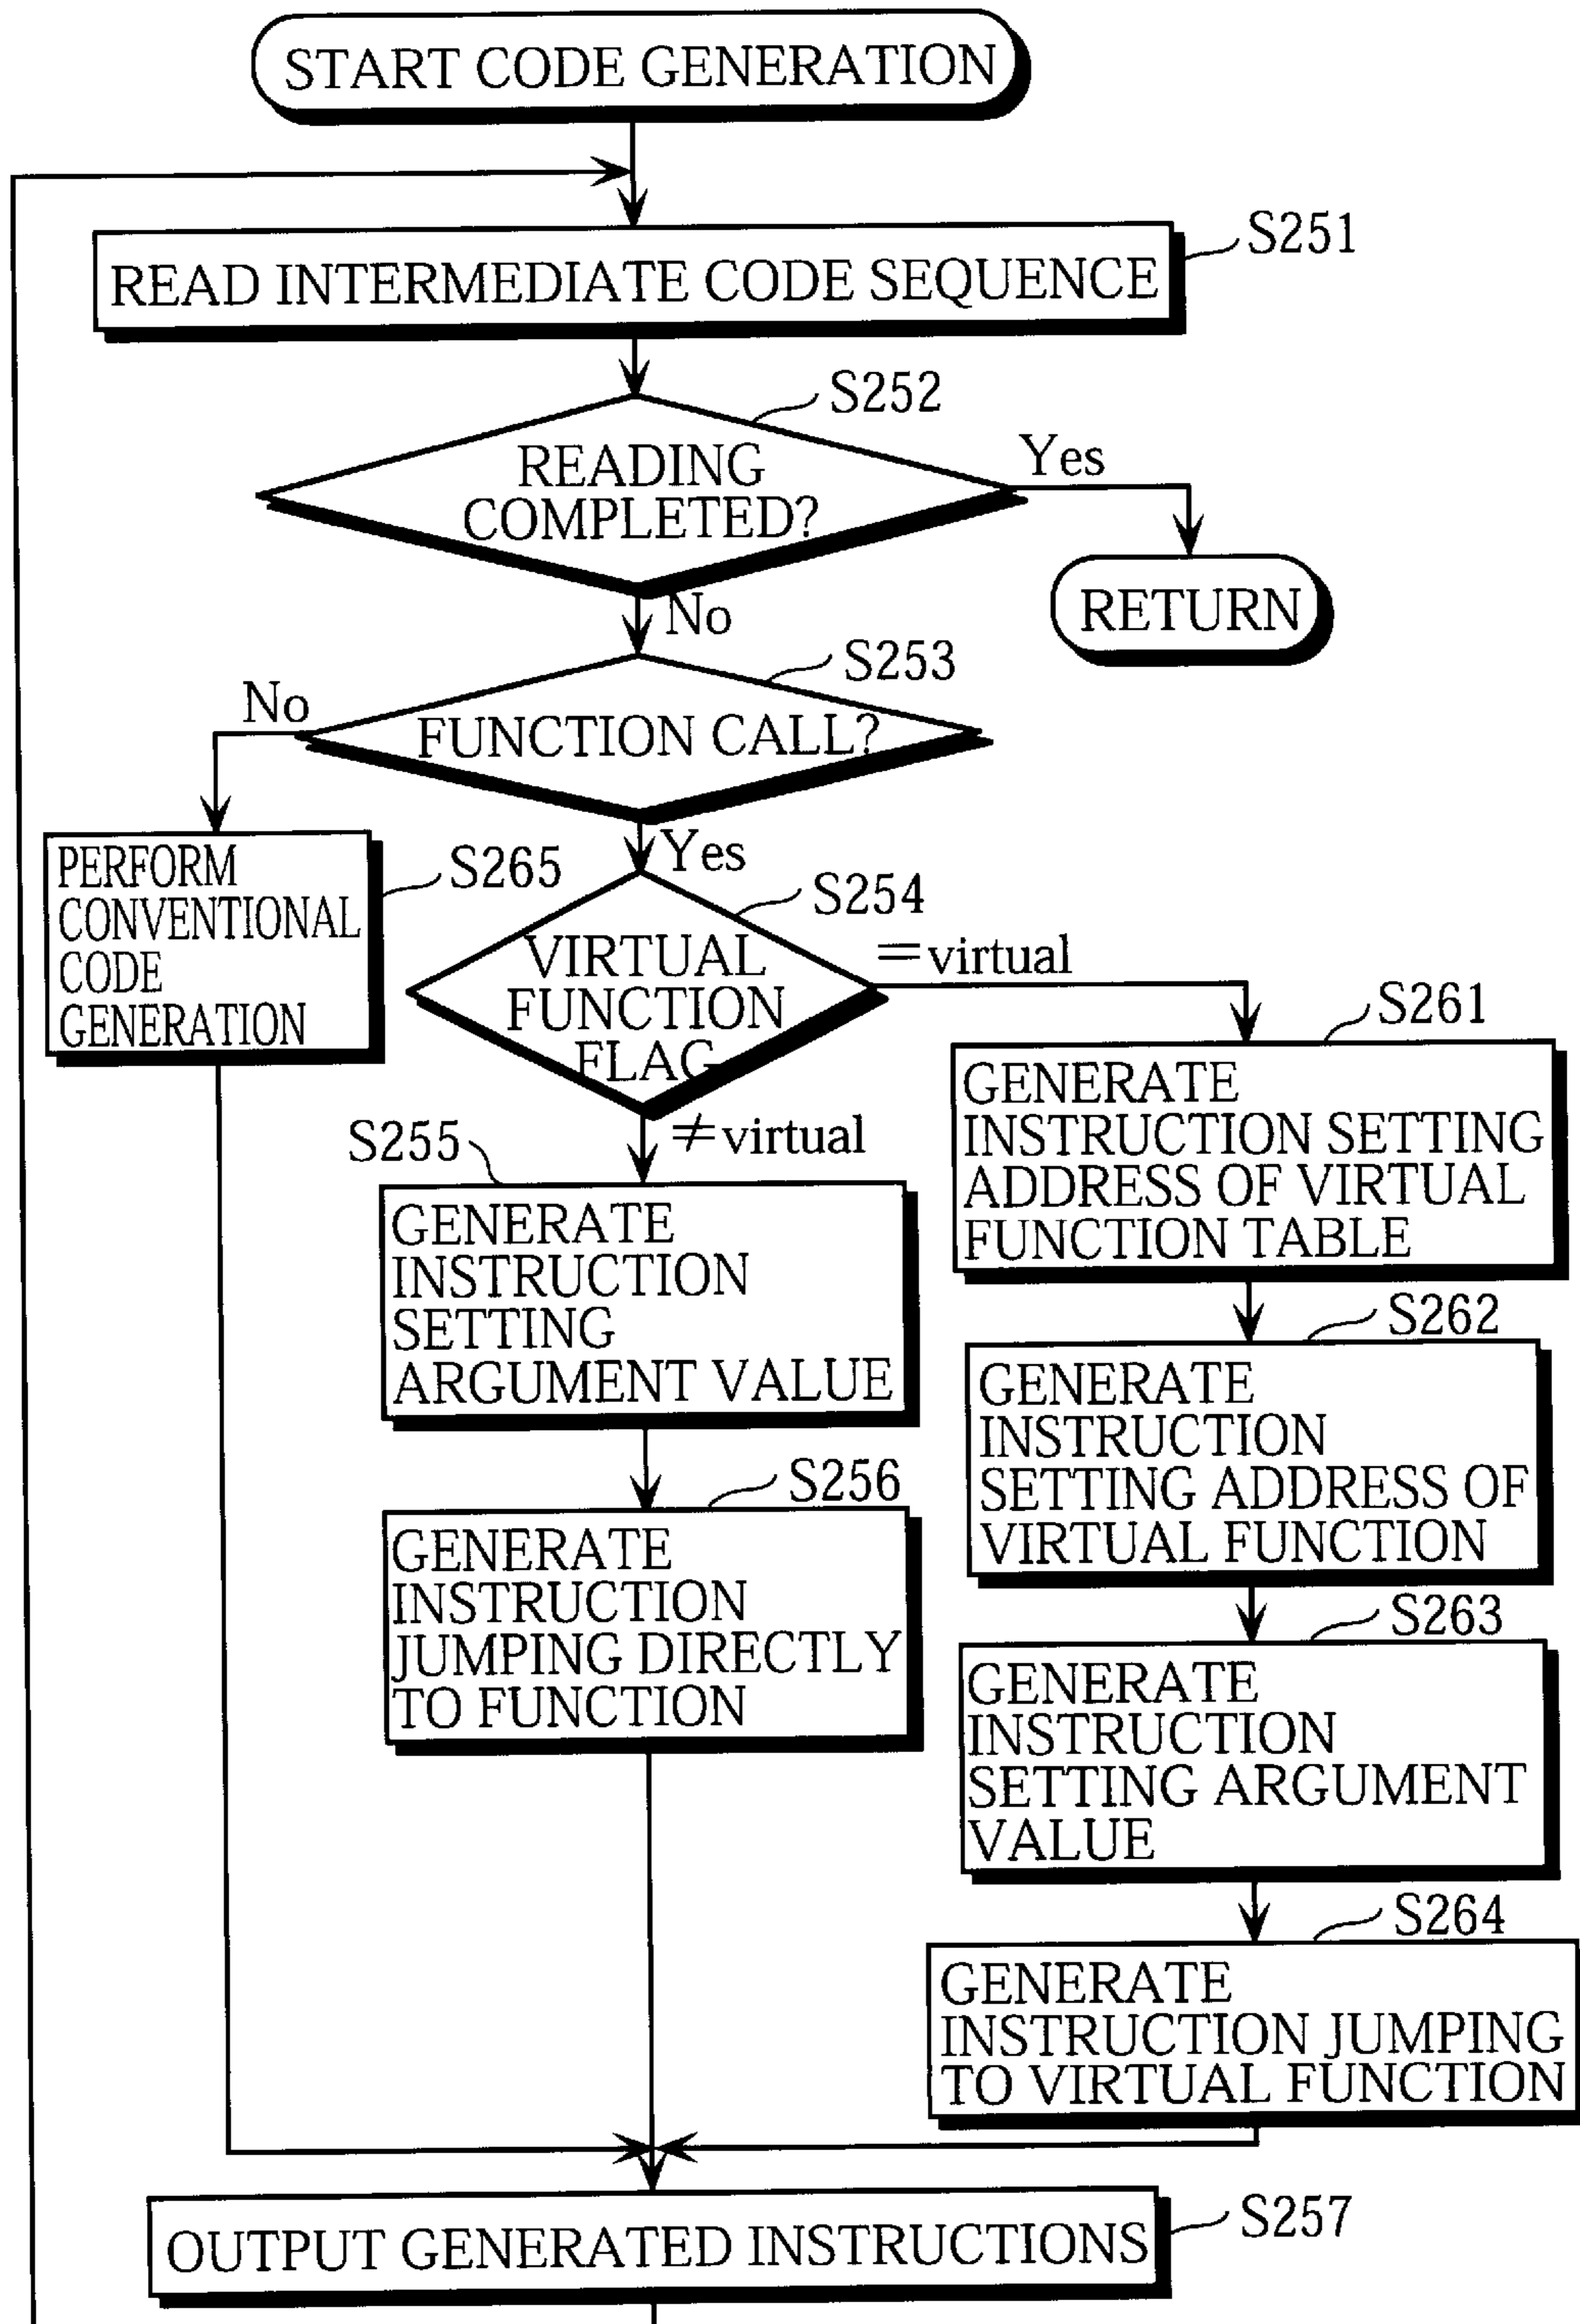 START CODE GENERATION
S251
READ INTERMEDIATE CODE SEQUENCE
S252
READING
COMPLETED?
Yes
RETURN
No
S253
FUNCTION CALL?
No
Yes
PERFORM
CONVENTIONAL
CODE
GENERATION
S265
S254
VIRTUAL
FUNCTION
FLAG
=virtual
≠virtual
S255
GENERATE
INSTRUCTION
SETTING
ARGUMENT VALUE
S256
GENERATE
INSTRUCTION
JUMPING DIRECTLY
TO FUNCTION
S261
GENERATE
INSTRUCTION SETTING
ADDRESS OF VIRTUAL
FUNCTION TABLE
S262
GENERATE
INSTRUCTION
SETTING ADDRESS OF
VIRTUAL FUNCTION
S263
GENERATE
INSTRUCTION
SETTING ARGUMENT
VALUE
S264
GENERATE
INSTRUCTION JUMPING
TO VIRTUAL FUNCTION
S257
OUTPUT GENERATED INSTRUCTIONS